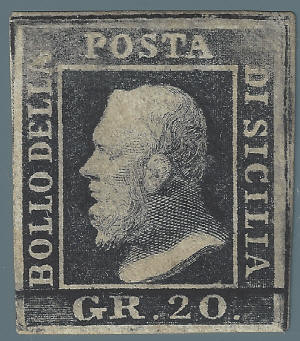 BOLLO DELLA
POSTA
DI SICILIA
GR. 20.